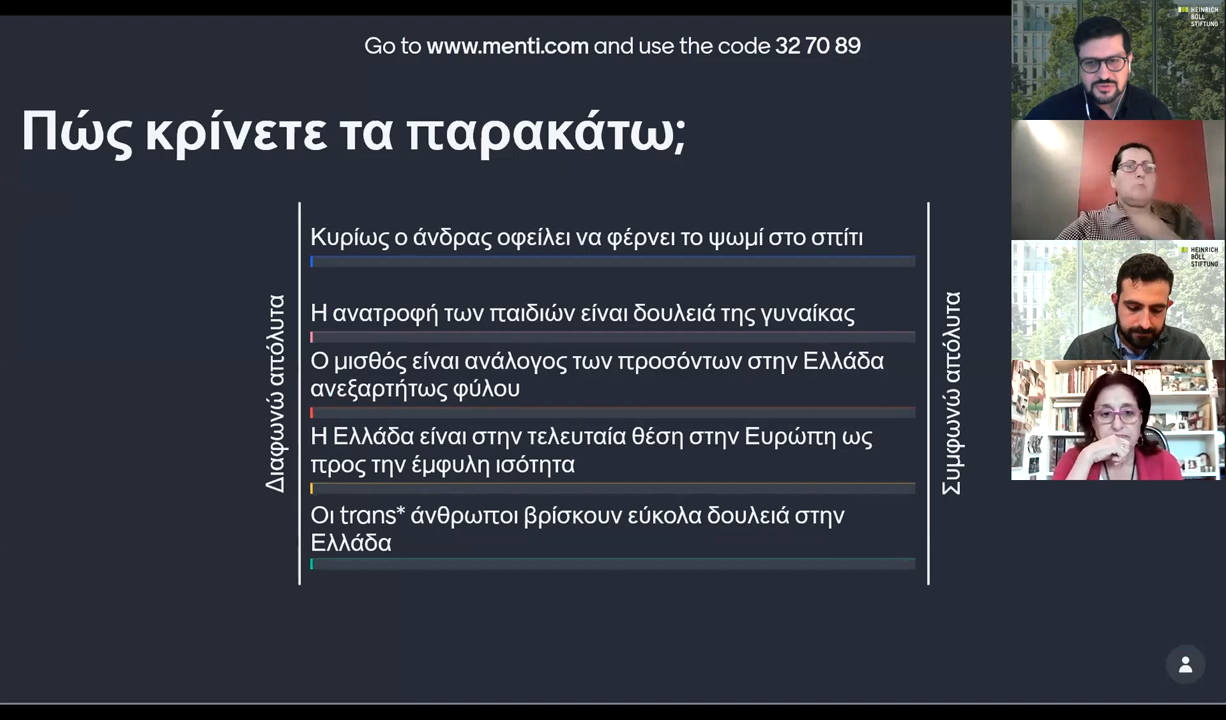 Go to www.menti.com and use the code 32 70 89
Πώς κρίνετε τα παρακάτω;
Διαφωνώ απόλυτα
Κυρίως ο άνδρας οφείλει να φέρνει το ψωμί στο σπίτι
Η ανατροφή των παιδιών είναι δουλειά της γυναίκας
Ο μισθός είναι ανάλογος των προσόντων στην Ελλάδα
ανεξαρτήτως φύλου
Η Ελλάδα είναι στην τελευταία θέση στην Ευρώπη ως
προς την έμφυλη ισότητα
Οι trans* άνθρωποι βρίσκουν εύκολα δουλειά στην
Ελλάδα
Συμφωνώ απόλυτα
HEINRICH
BÖLL
STIFTUNG
HEINRICH
BÖLL
STIFTUNG